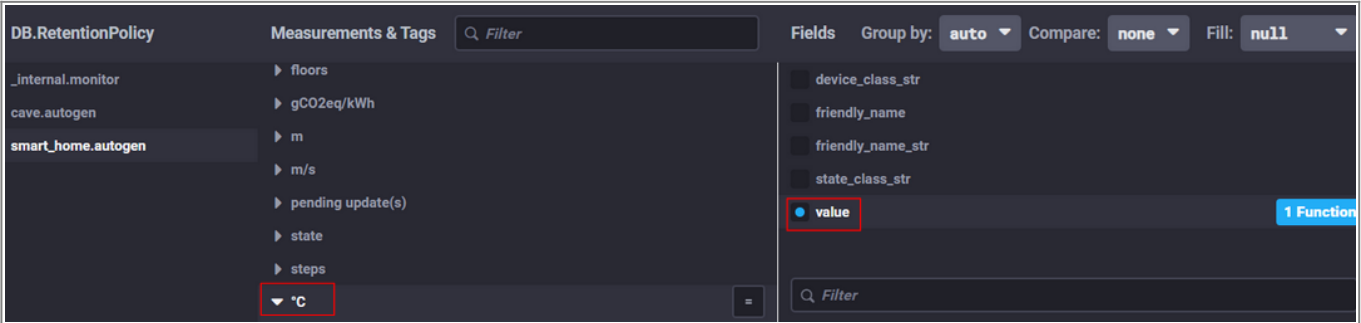 DB.RetentionPolicy
_internal.monitor
cave.autogen
smart_home.autogen
Measurements & Tags Filter
floors
gCO2eq/kWh
m
m/s
pending update(s)
state
steps
°C =
Fields Group by: auto Compare: none Fill: null
device_class_str
friendly_name
friendly_name_str
state_class_str
value 1 Function
Filter